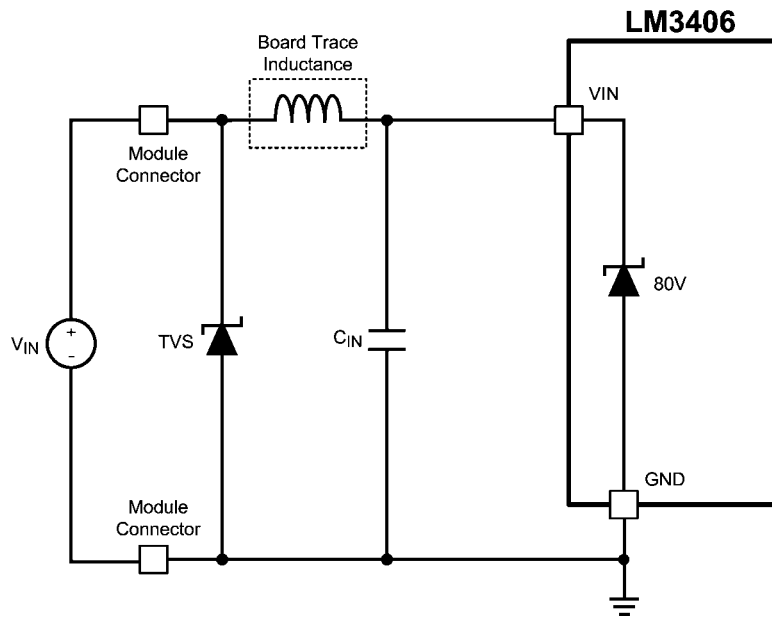 LM3406
Board Trace
Inductance
VIN
Module
Connector
80V
VIN
+
-
TVS
CIN
GND
Module
Connector